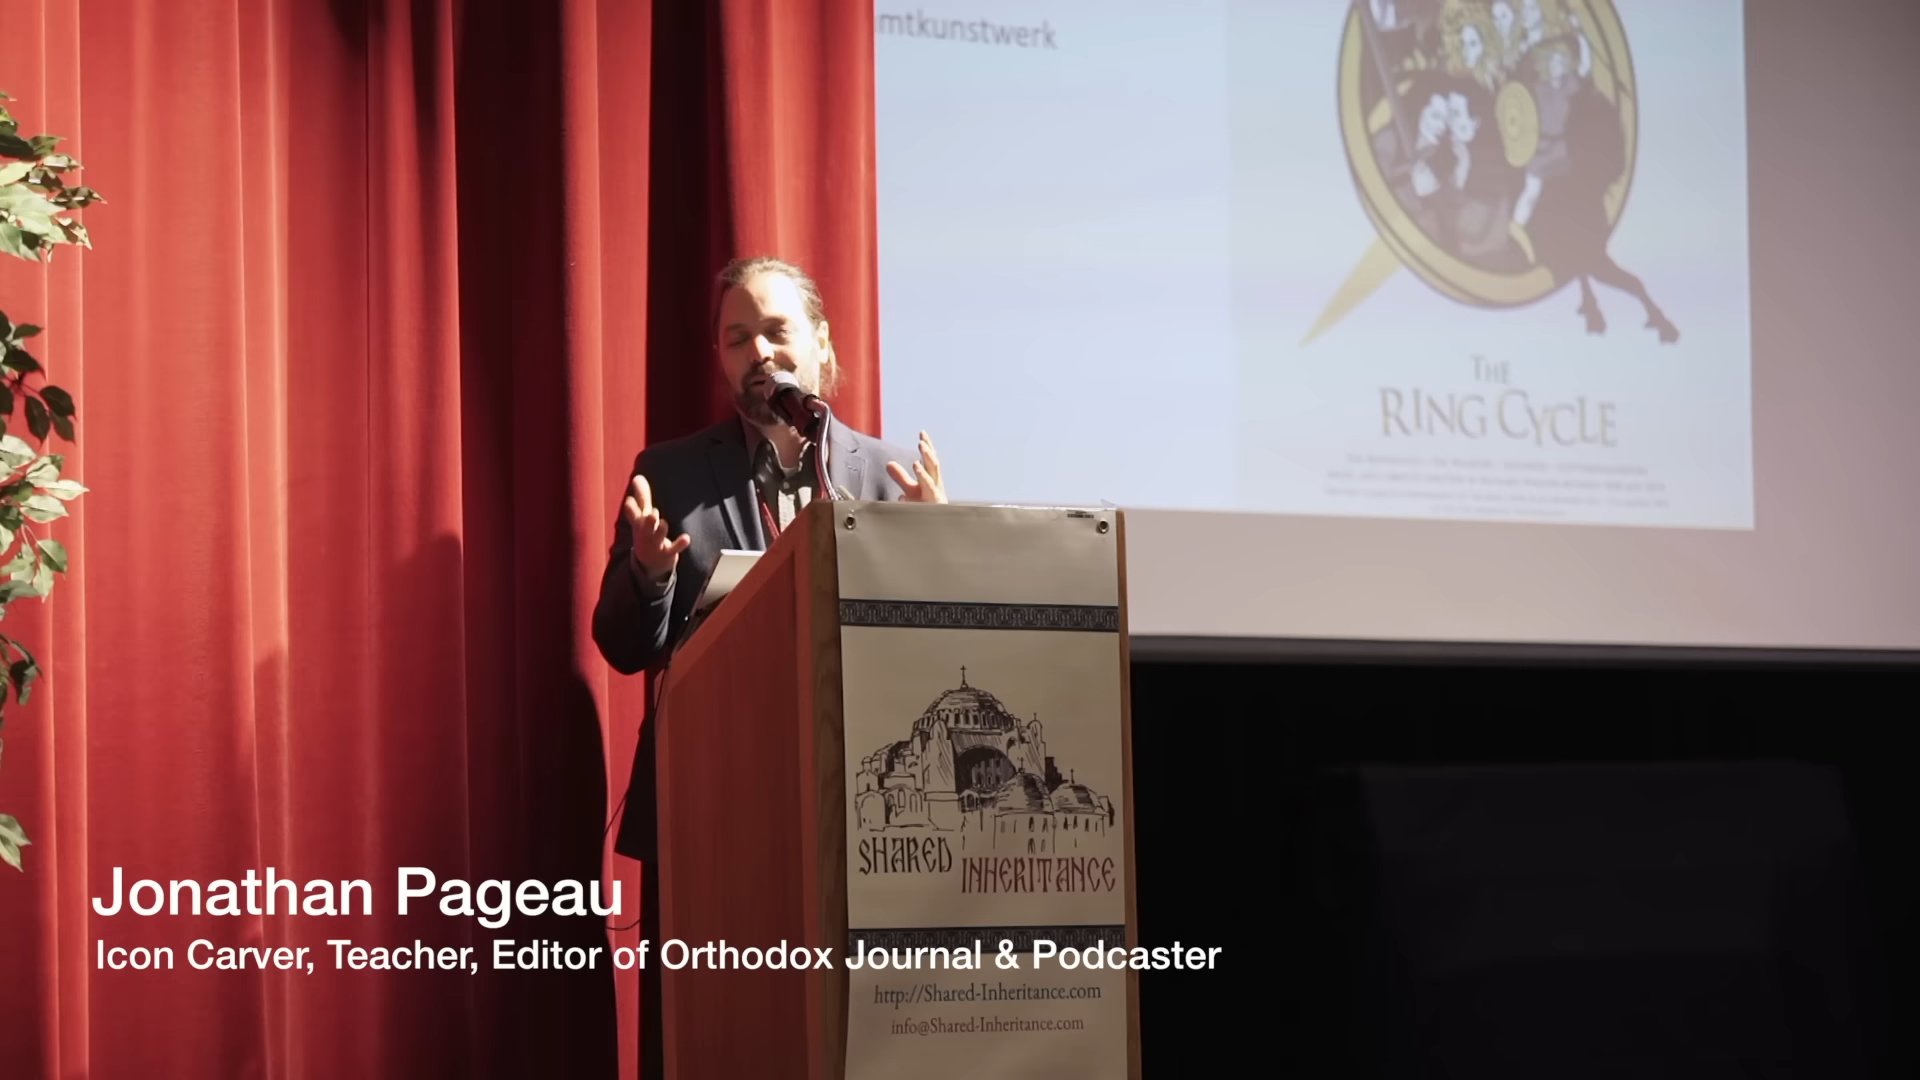 mtkunstwerk
THE
RING CYCLE
SHARED INHERITANCE
Jonathan Pageau
Icon Carver, Teacher, Editor of Orthodox Journal & Podcaster
http://Shared-Inheritance.com
info@Shared-Inheritance.com